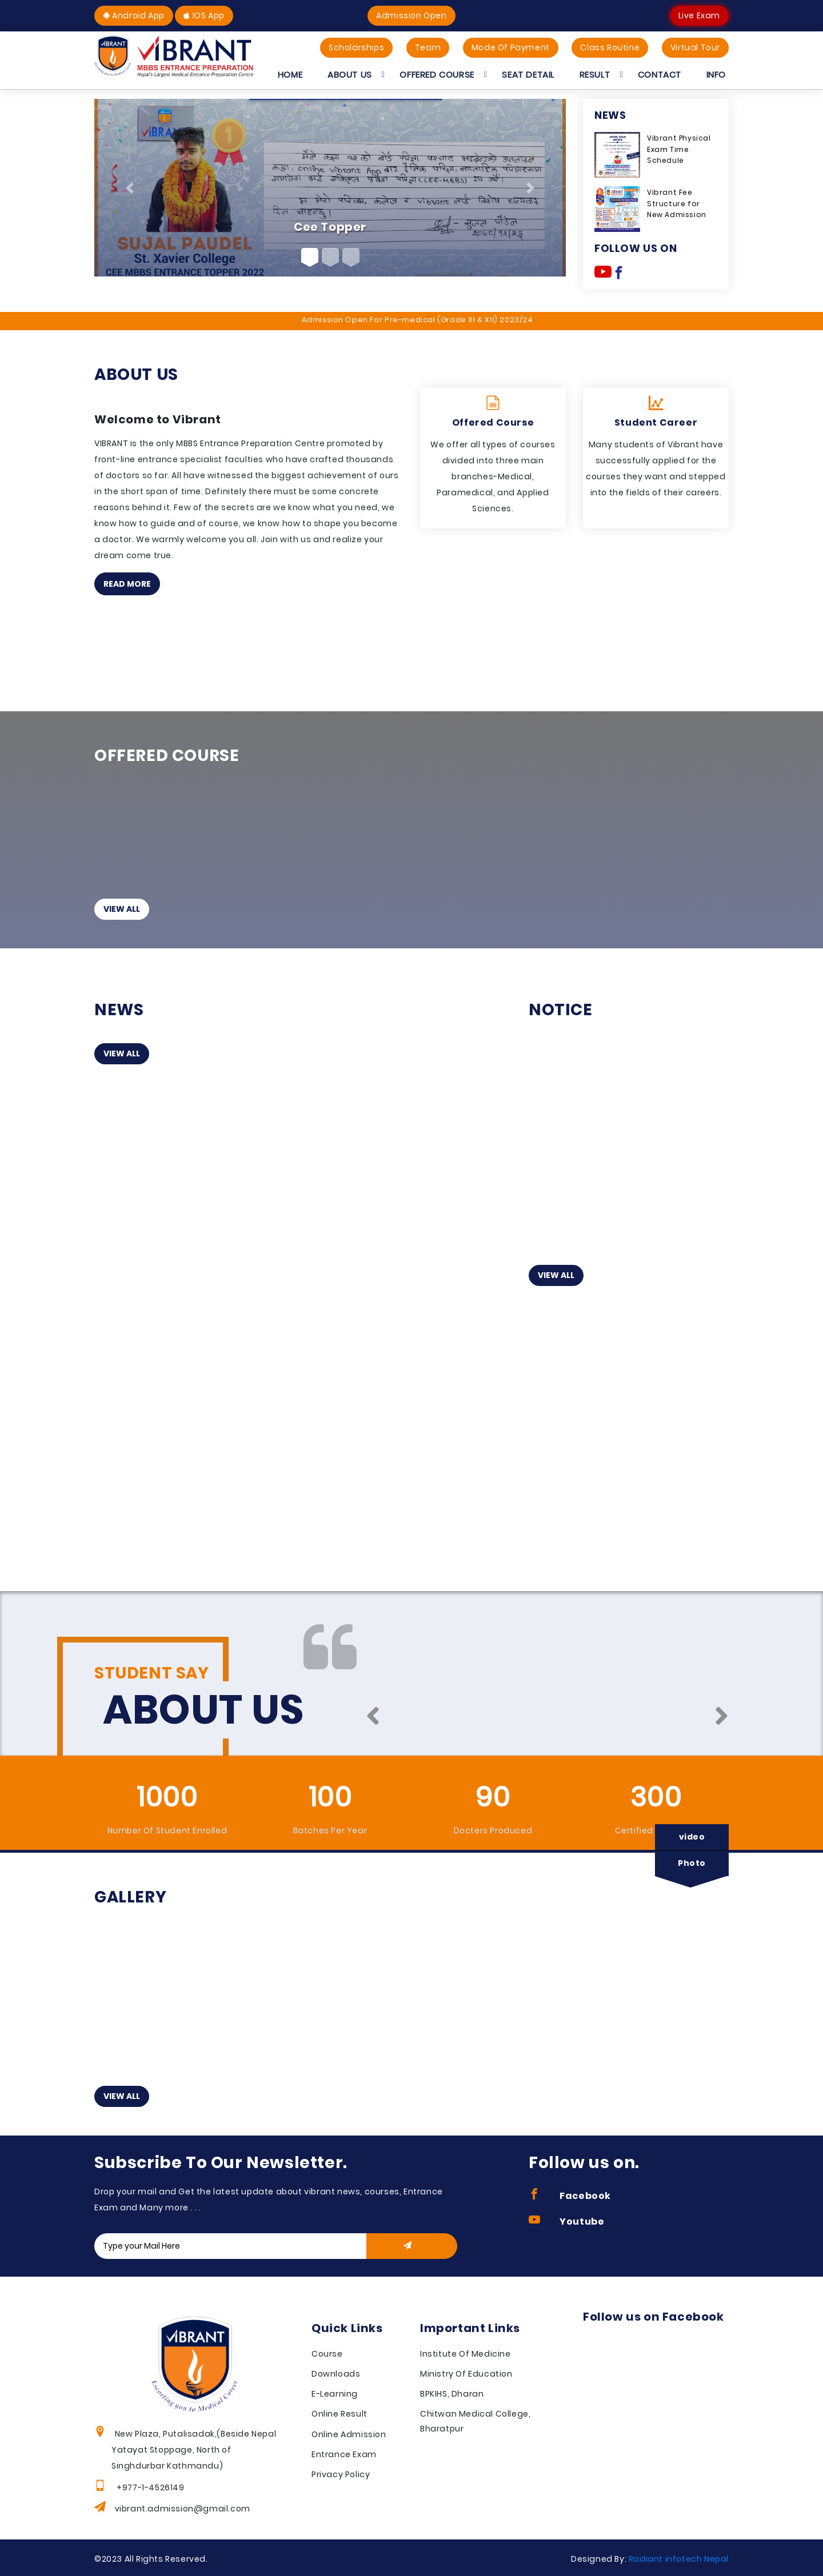 Android App
IOS App
Admission Open
Live Exam
VIBRANT
MBBS ENTRANCE PREPARATION
Nepal's Largest Medical Entrance Preparation Centre
Scholarships
Team
Mode Of Payment
Class Routine
Virtual Tour
HOME
ABOUT US
OFFERED COURSE
SEAT DETAIL
RESULT
CONTACT
INFO
VIBRANT
1
SUJAL PAUDEL
St. Xavier College
CEE MBBS ENTRANCE TOPPER 2022
Cee Topper
NEWS
Vibrant Physical
Exam Time
Schedule
Vibrant Fee
Structure for
New Admission
FOLLOW US ON
Admission Open For Pre-medical (Grade XI & XII) 2023/24
ABOUT US
Welcome to Vibrant
VIBRANT is the only MBBS Entrance Preparation Centre promoted by
front-line entrance specialist faculties who have crafted thousands
of doctors so far. All have witnessed the biggest achievement of ours
in the short span of time. Definitely there must be some concrete
reasons behind it. Few of the secrets are we know what you need, we
know how to guide and of course, we know how to shape you become
a doctor. We warmly welcome you all. Join with us and realize your
dream come true.
READ MORE
Offered Course
We offer all types of courses
divided into three main
branches-Medical,
Paramedical, and Applied
Sciences.
Student Career
Many students of Vibrant have
successfully applied for the
courses they want and stepped
into the fields of their careers.
OFFERED COURSE
VIEW ALL
NEWS
VIEW ALL
NOTICE
VIEW ALL
STUDENT SAY
ABOUT US
1000
Number Of Student Enrolled
100
Batches Per Year
90
Docters Produced
300
Certified
video
Photo
GALLERY
VIEW ALL
Subscribe To Our Newsletter.
Drop your mail and Get the latest update about vibrant news, courses, Entrance
Exam and Many more . . .
Type your Mail Here
Follow us on.
Facebook
Youtube
VIBRANT
Escorting you to Medical College
New Plaza, Putalisadak,(Beside Nepal
Yatayat Stoppage, North of
Singhdurbar Kathmandu)
+977-1-4526149
vibrant.admission@gmail.com
Quick Links
Course
Downloads
E-Learning
Online Result
Online Admission
Entrance Exam
Privacy Policy
Important Links
Institute Of Medicine
Ministry Of Education
BPKIHS, Dharan
Chitwan Medical College,
Bharatpur
Follow us on Facebook
©2023 All Rights Reserved.
Designed By: Radiant infotech Nepal